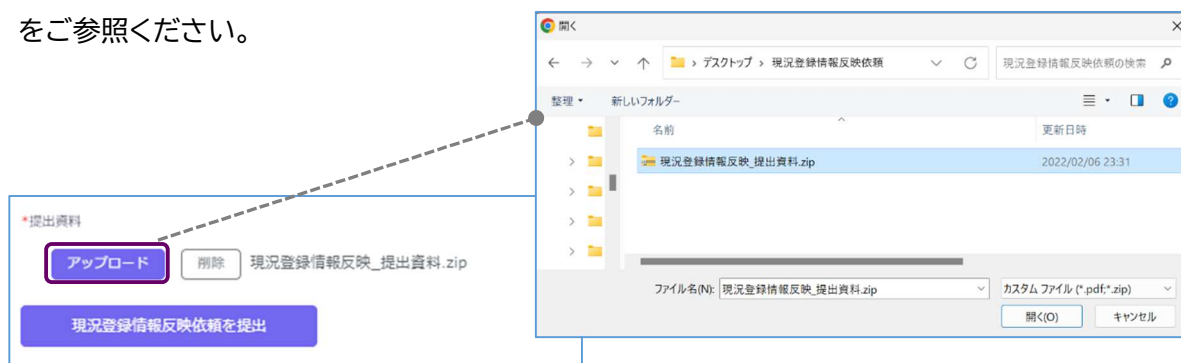 をご参照ください。
開く
デスクトップ › 現況登録情報反映依頼
現況登録情報反映依頼の検索
整理
新しいフォルダー
名前
更新日時
現況登録情報反映_提出資料.zip
2022/02/06 23:31
ファイル名(N): 現況登録情報反映_提出資料.zip
カスタム ファイル (*.pdf;*.zip)
開く(O)
キャンセル
*提出資料
アップロード
削除
現況登録情報反映_提出資料.zip
現況登録情報反映依頼を提出